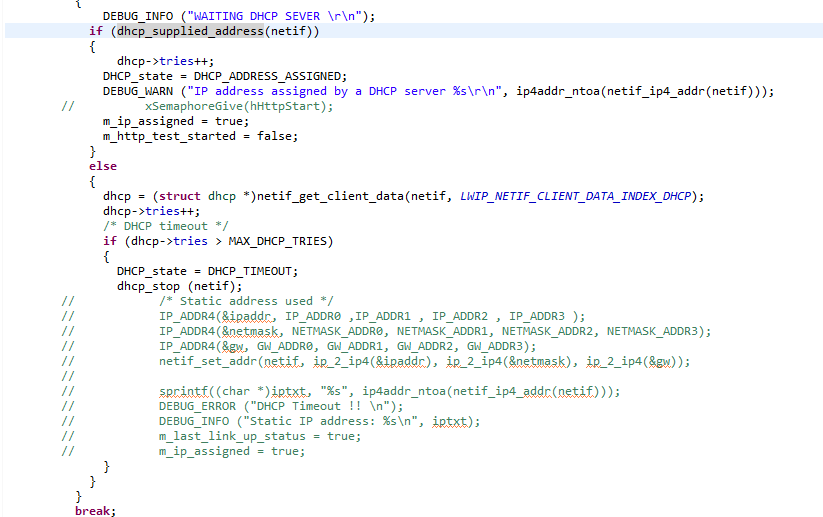 {
DEBUG_INFO ("WAITING DHCP SEVER \r\n");
if (dhcp_supplied_address(netif))
{
dhcp->tries++;
DHCP_state = DHCP_ADDRESS_ASSIGNED;
DEBUG_WARN ("IP address assigned by a DHCP server %s\r\n", ip4addr_ntoa(netif_ip4_addr(netif)));
// xSemaphoreGive(hHttpStart);
m_ip_assigned = true;
m_http_test_started = false;
}
else
{
dhcp = (struct dhcp *)netif_get_client_data(netif, LWIP_NETIF_CLIENT_DATA_INDEX_DHCP);
dhcp->tries++;
/* DHCP timeout */
if (dhcp->tries > MAX_DHCP_TRIES)
{
DHCP_state = DHCP_TIMEOUT;
dhcp_stop (netif);
// /* Static address used */
// IP_ADDR4(&ipaddr, IP_ADDR0 ,IP_ADDR1 , IP_ADDR2 , IP_ADDR3 );
// IP_ADDR4(&netmask, NETMASK_ADDR0, NETMASK_ADDR1, NETMASK_ADDR2, NETMASK_ADDR3);
// IP_ADDR4(&gw, GW_ADDR0, GW_ADDR1, GW_ADDR2, GW_ADDR3);
// netif_set_addr(netif, ip_2_ip4(&ipaddr), ip_2_ip4(&netmask), ip_2_ip4(&gw));
//
// sprintf((char *)iptxt, "%s", ip4addr_ntoa(netif_ip4_addr(netif)));
// DEBUG_ERROR ("DHCP Timeout !! \n");
// DEBUG_INFO ("Static IP address: %s\n", iptxt);
// m_last_link_up_status = true;
// m_ip_assigned = true;
}
}
}
break;